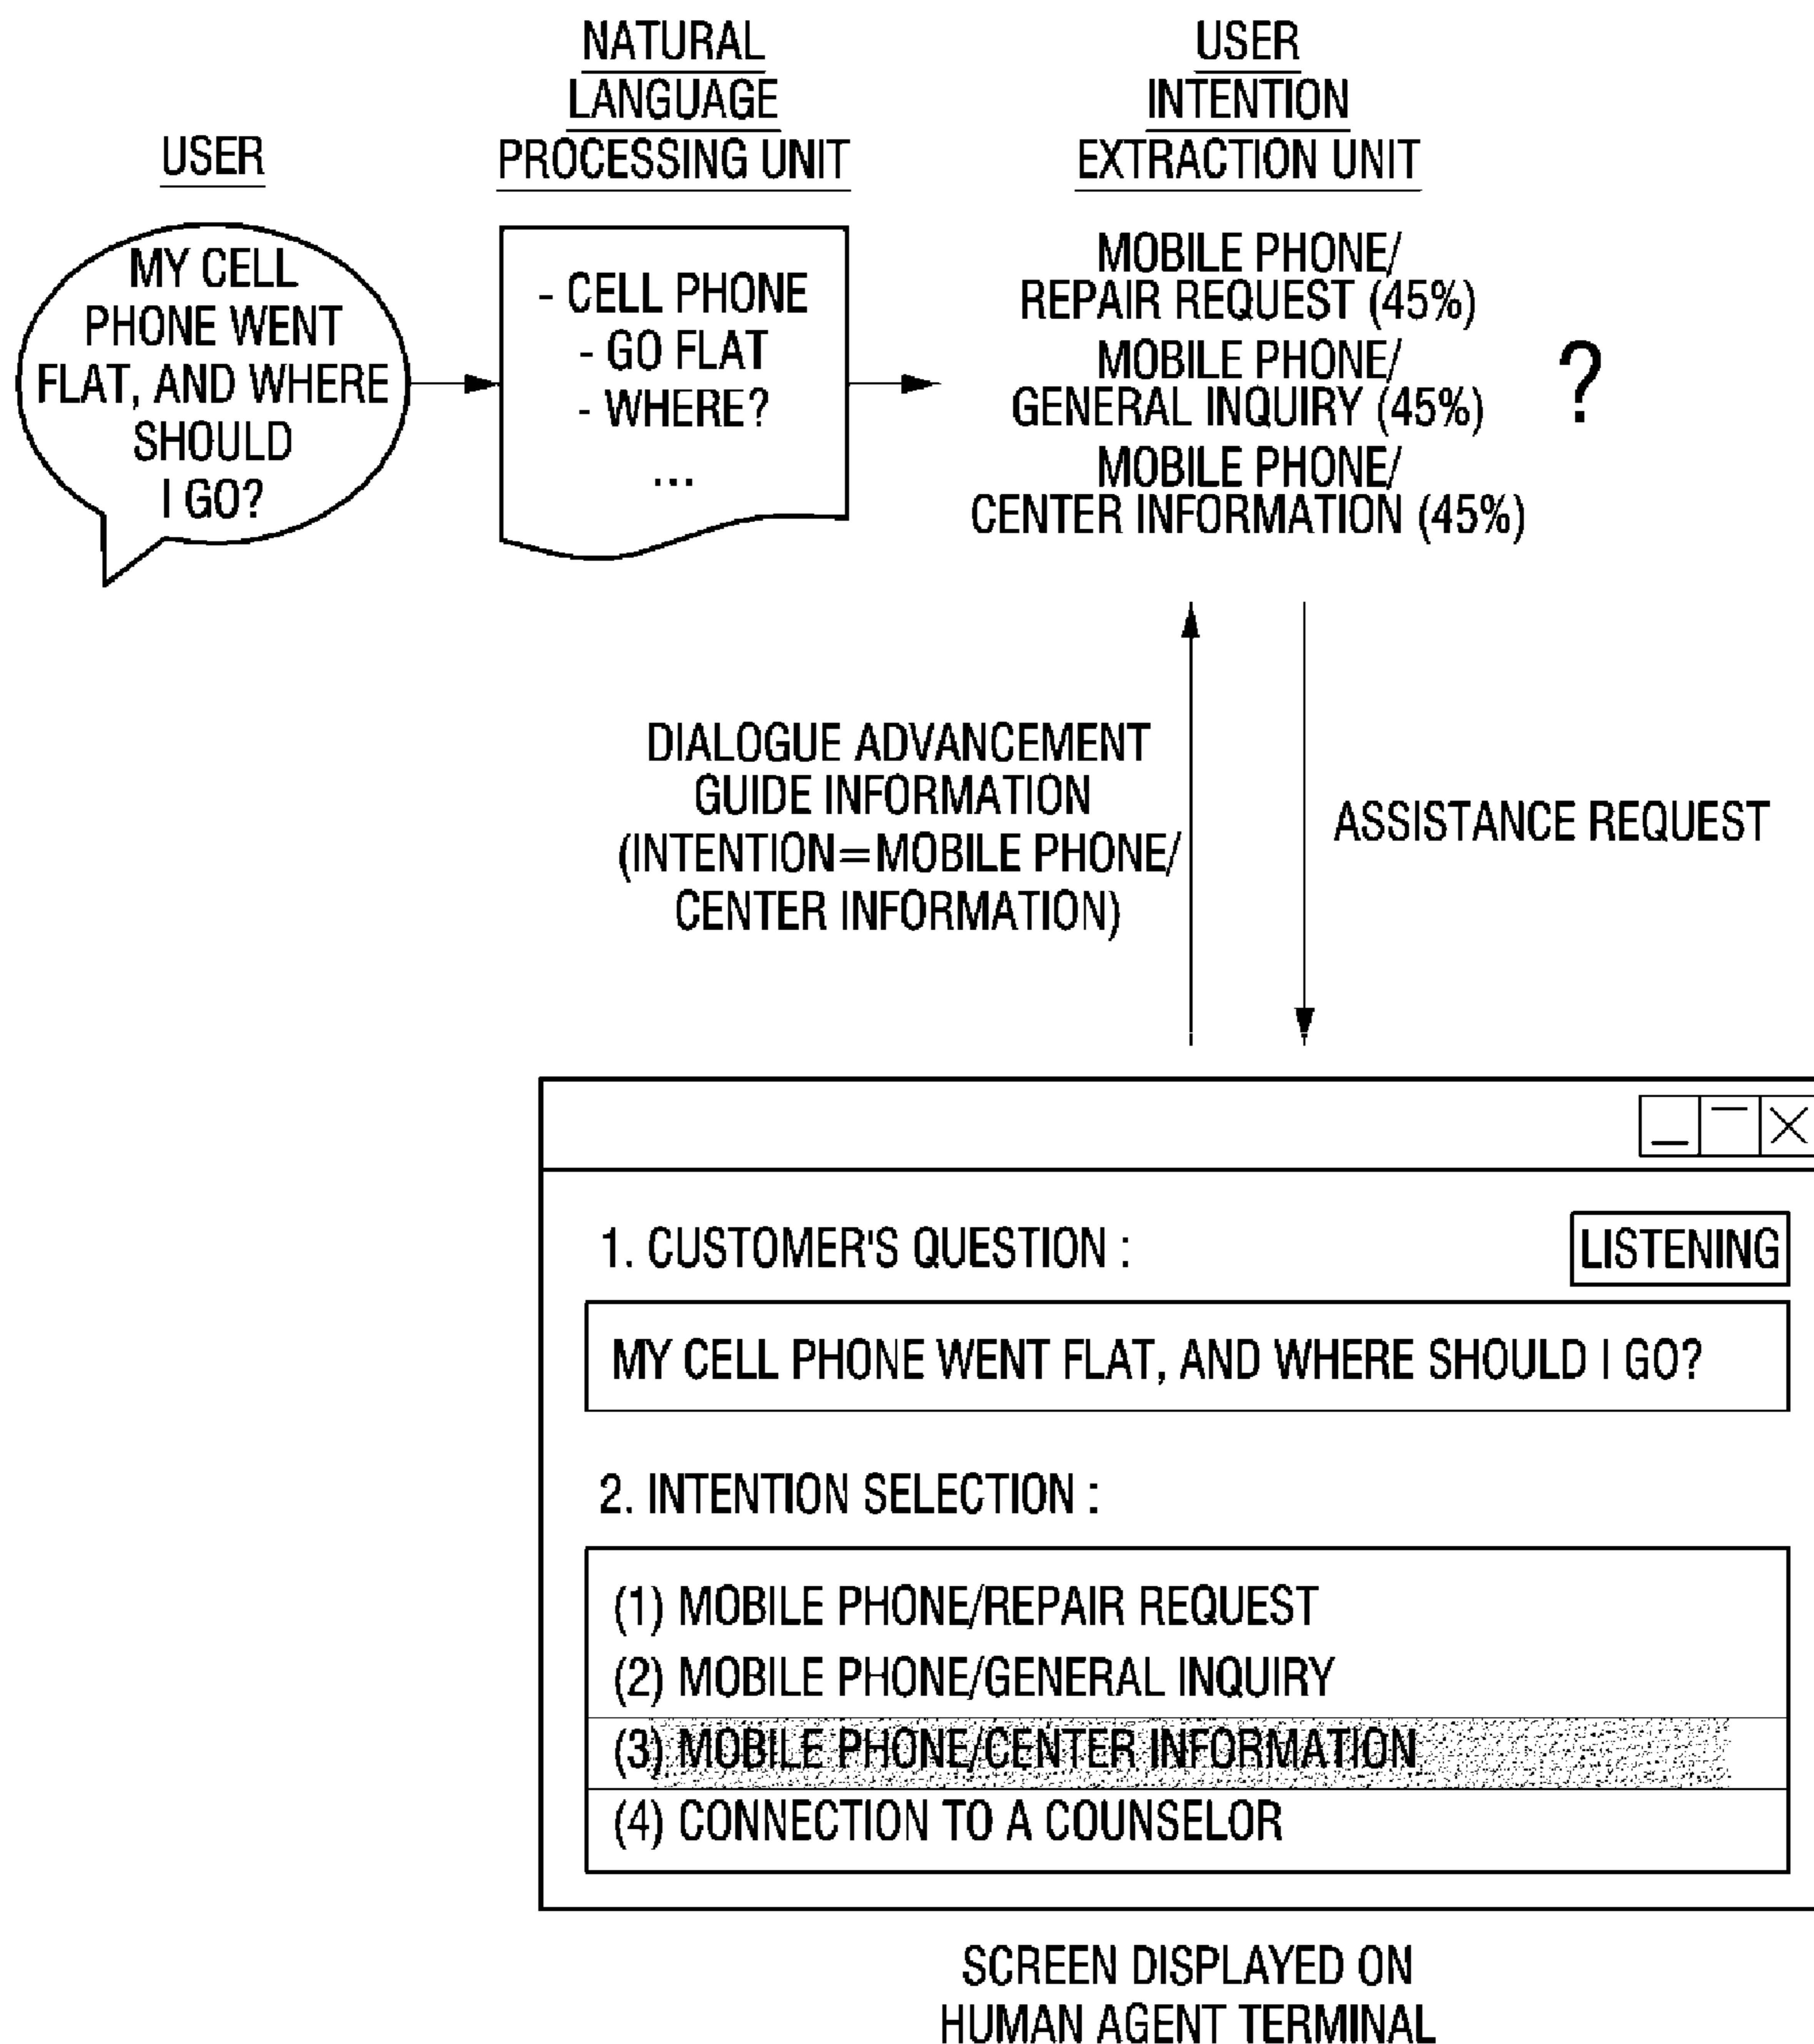 USER
MY CELL
PHONE WENT
FLAT, AND WHERE
SHOULD
I GO?
NATURAL
LANGUAGE
PROCESSING UNIT
- CELL PHONE
- GO FLAT
- WHERE?
...
USER
INTENTION
EXTRACTION UNIT
MOBILE PHONE/
REPAIR REQUEST (45%)
MOBILE PHONE/
GENERAL INQUIRY (45%)
MOBILE PHONE/
CENTER INFORMATION (45%)
?
DIALOGUE ADVANCEMENT
GUIDE INFORMATION
(INTENTION=MOBILE PHONE/
CENTER INFORMATION)
ASSISTANCE REQUEST
1. CUSTOMER'S QUESTION :
LISTENING
MY CELL PHONE WENT FLAT, AND WHERE SHOULD I GO?
2. INTENTION SELECTION :
(1) MOBILE PHONE/REPAIR REQUEST
(2) MOBILE PHONE/GENERAL INQUIRY
(3) MOBILE PHONE/CENTER INFORMATION
(4) CONNECTION TO A COUNSELOR
SCREEN DISPLAYED ON
HUMAN AGENT TERMINAL